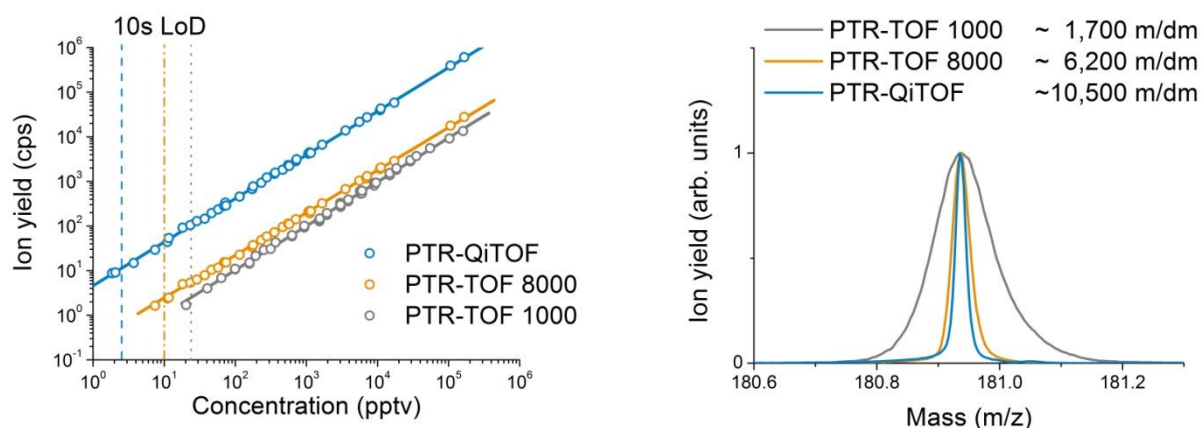 10s LoD
Ion yield (cps)
10⁶
10⁵
10⁴
10³
10²
10¹
10⁰
10⁻¹
PTR-QiTOF
PTR-TOF 8000
PTR-TOF 1000
10⁰ 10¹ 10² 10³ 10⁴ 10⁵ 10⁶
Concentration (pptv)
PTR-TOF 1000 ~ 1,700 m/dm
PTR-TOF 8000 ~ 6,200 m/dm
PTR-QiTOF ~10,500 m/dm
Ion yield (arb. units)
1
0
180.6 180.8 181.0 181.2
Mass (m/z)